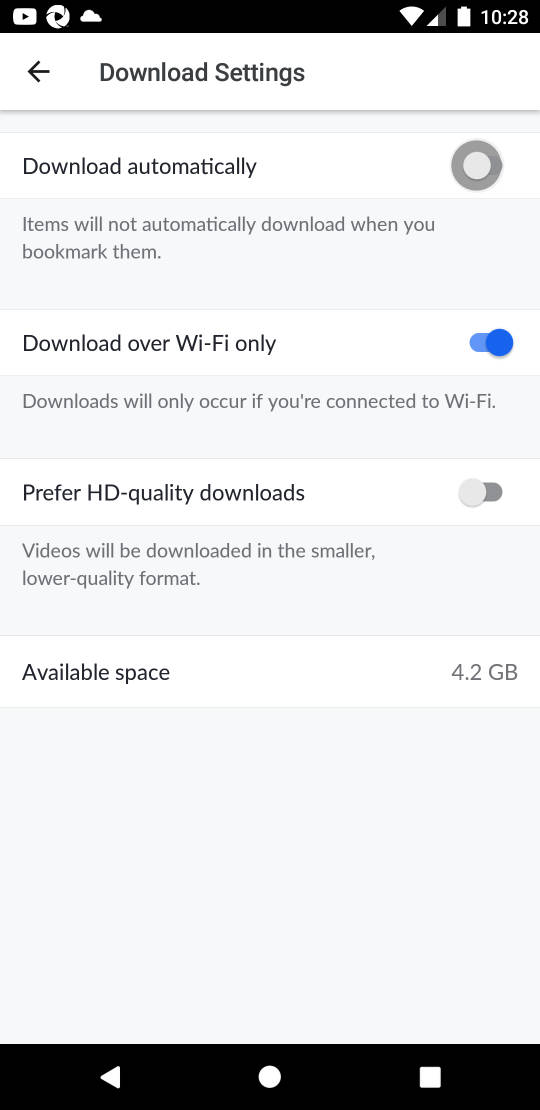 10:28
Download Settings
Download automatically
Items will not automatically download when you
bookmark them.
Download over Wi-Fi only
Downloads will only occur if you're connected to Wi-Fi.
Prefer HD-quality downloads
Videos will be downloaded in the smaller,
lower-quality format.
Available space 4.2 GB